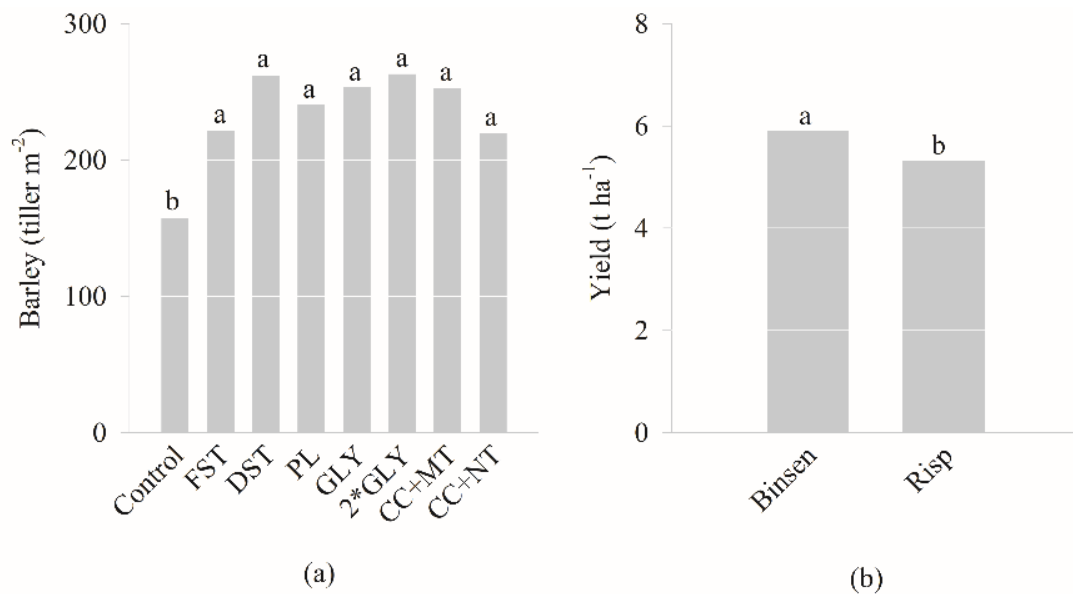 300
200
100
0
Barley (tiller m⁻²)
b
a
a
a
a
a
a
a
Control
FST
DST
PL
GLY
2*GLY
CC+MT
CC+NT
(a)
8
6
4
2
0
Yield (t ha⁻¹)
a
b
Binsen
Risp
(b)